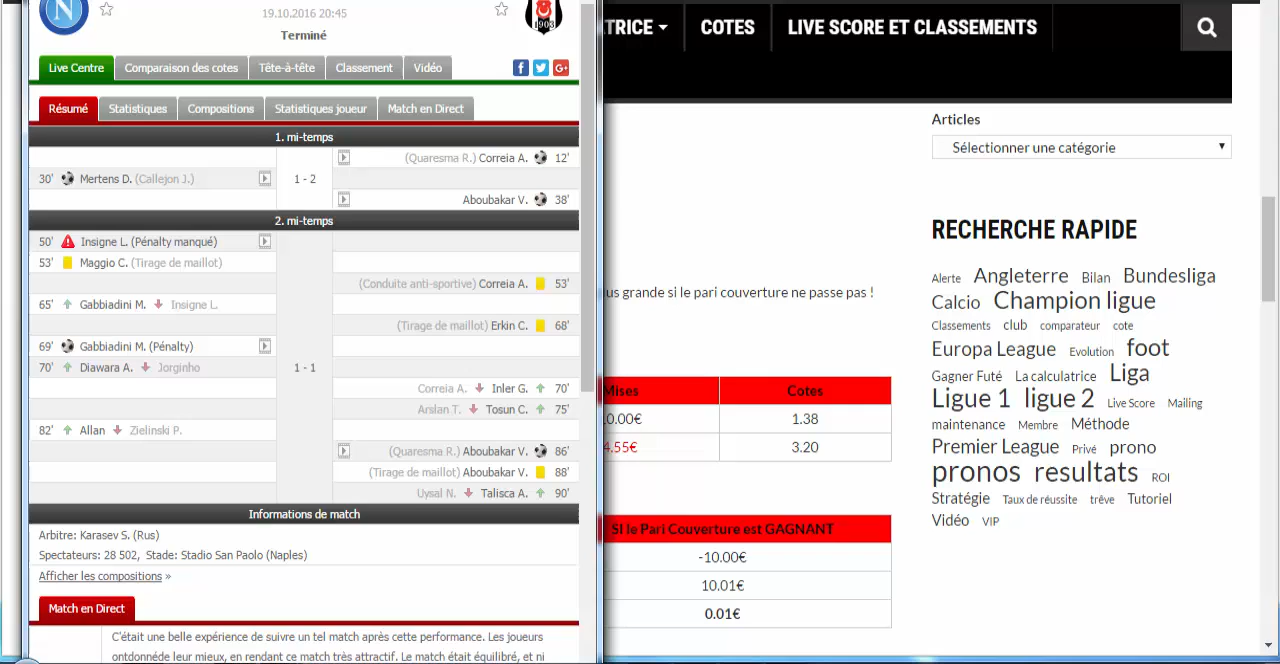 19.10.2016 20:45
Terminé
Live Centre Comparaison des cotes Tête-à-tête Classement Vidéo
Résumé Statistiques Compositions Statistiques joueur Match en Direct
1. mi-temps
(Quaresma R.) Correia A. 12'
30' Mertens D. (Callejon J.) 1 - 2
Aboubakar V. 38'
2. mi-temps
50' Insigne L. (Pénalty manqué)
53' Maggio C. (Tirage de maillot)
(Conduite anti-sportive) Correia A. 53'
65' Gabbiadini M. Insigne L.
(Tirage de maillot) Erkin C. 68'
69' Gabbiadini M. (Pénalty)
70' Diawara A. Jorginho 1 - 1
Correia A. Inler G. 70'
Arslan T. Tosun C. 75'
82' Allan Zielinski P.
(Quaresma R.) Aboubakar V. 86'
(Tirage de maillot) Aboubakar V. 88'
Uysal N. Talisca A. 90'
Informations de match
Arbitre: Karasev S. (Rus)
Spectateurs: 28 502, Stade: Stadio San Paolo (Naples)
Afficher les compositions »
Match en Direct
C'était une belle expérience de suivre un tel match après cette performance. Les joueurs
ontdonnéde leur mieux, en rendant ce match très attractif. Le match était équilibré, et ni
N
1903
TRICE COTES LIVE SCORE ET CLASSEMENTS
us grande si le pari couverture ne passe pas !
Mises Cotes
0.00€ 1.38
4.55€ 3.20
SI le Pari Couverture est GAGNANT
-10.00€
10.01€
0.01€
Articles
Sélectionner une catégorie
RECHERCHE RAPIDE
Alerte Angleterre Bilan Bundesliga
Calcio Champion ligue
Classements club comparateur cote
Europa League Evolution foot
Gagner Futé La calculatrice Liga
Ligue 1 ligue 2 Live Score Mailing
maintenance Membre Méthode
Premier League Privé prono
pronos resultats ROI
Stratégie Taux de réussite trêve Tutoriel
Vidéo VIP